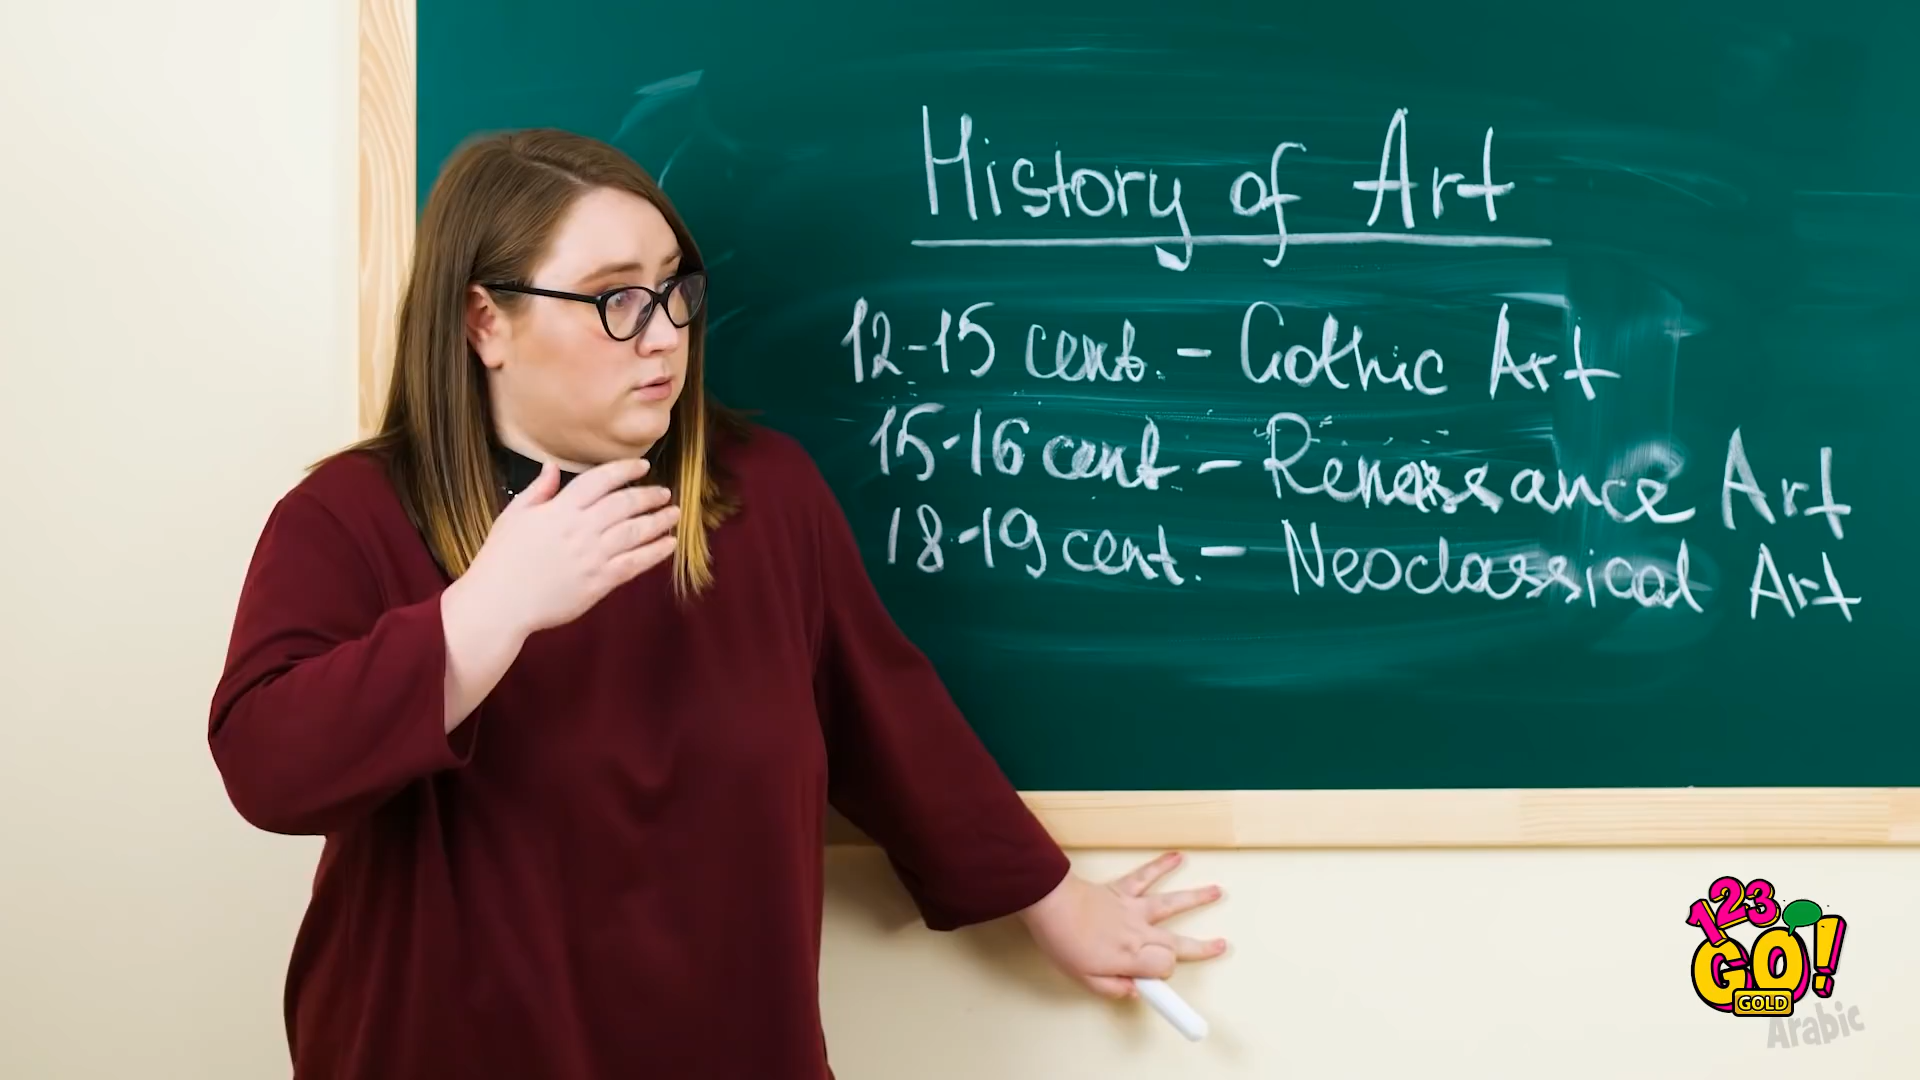 History of Art
12-15 cent. - Gothic Art
15-16 cent - Renaissance Art
18-19 cent. - Neoclassical Art
123
GO!
GOLD
Arabic